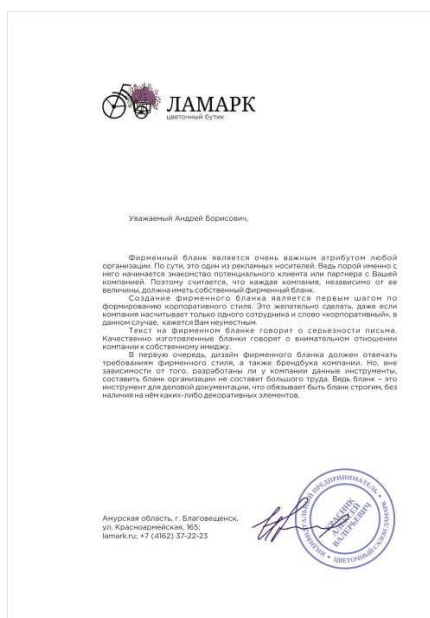 ЛАМАРК
цветочный бутик
Уважаемый Андрей Борисович,
Фирменный бланк является очень важным атрибутом любой
организации. По сути, это один из рекламных носителей. Ведь порой именно с
него начинается знакомство потенциального клиента или партнера с Вашей
компанией. Поэтому считается, что каждая компания, независимо от ее
величины, должна иметь собственный фирменный бланк.
Создание фирменного бланка является первым шагом по
формированию корпоративного стиля. Это желательно сделать, даже если
компания насчитывает только одного сотрудника и слово «корпоративный», в
данном случае, кажется Вам неуместным.
Текст на фирменном бланке говорит о серьезности письма.
Качественно изготовленные бланки говорят о внимательном отношении
компании к собственному имиджу.
В первую очередь, дизайн фирменного бланка должен отвечать
требованиям фирменного стиля, а также брендбука компании. Но, вне
зависимости от того, разработаны ли у компании данные инструменты,
составить бланк организации не составит большого труда. Ведь бланк – это
инструмент для деловой документации, что обязывает быть бланк строгим, без
наличия на нём каких-либо декоративных элементов.
Амурская область, г. Благовещенск,
ул. Красноармейская, 165;
lamark.ru; +7 (4162) 37-22-23
ИНДИВИДУАЛЬНЫЙ ПРЕДПРИНИМАТЕЛЬ
КРАСНИК
АЛЕКСЕЙ
ВАЛЕРЬЕВИЧ
ЦВЕТОЧНЫЙ САЛОН ЛАМАРК